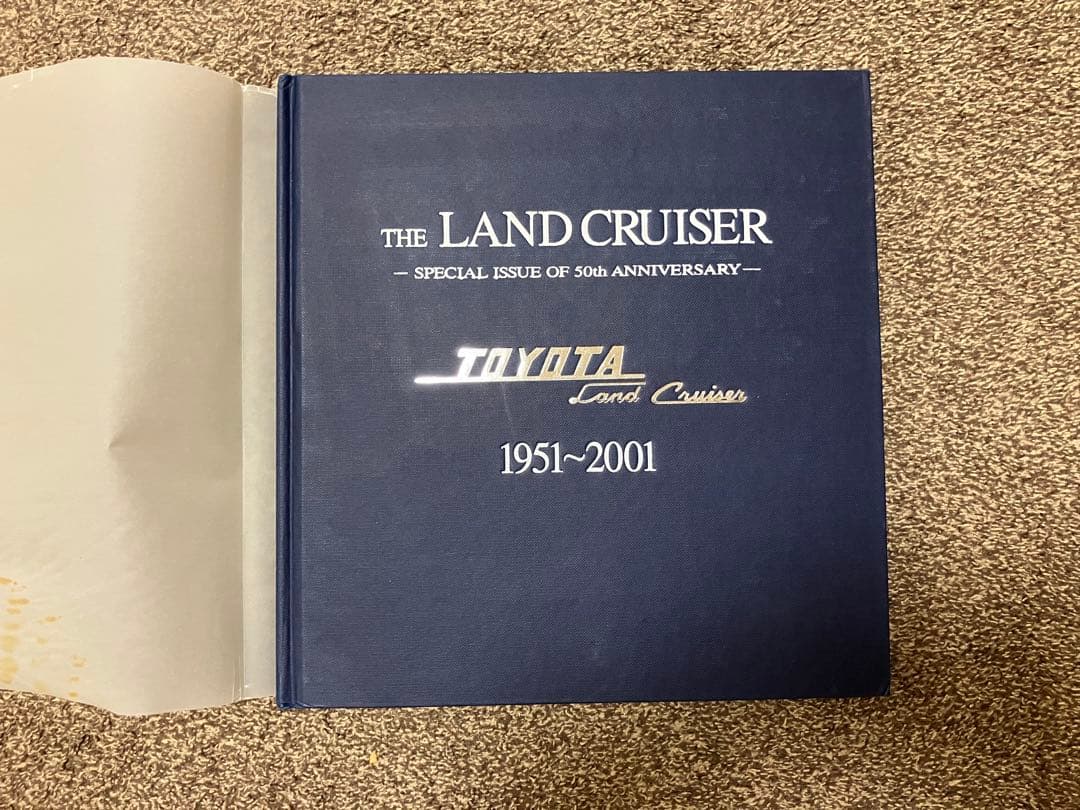 THE LAND CRUISER
— SPECIAL ISSUE OF 50th ANNIVERSARY—
TOYOTA
Land Cruiser
1951~2001